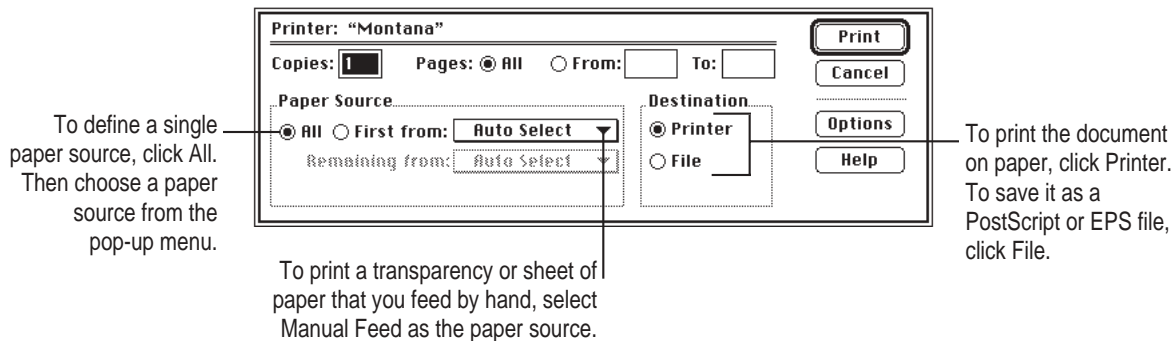 Printer: “Montana”
Print
Copies: 1 Pages: All From: To:
Cancel
Paper Source
Destination
All First from: Auto Select
Printer
Options
Remaining from: Auto Select
File
Help
To define a single
paper source, click All.
Then choose a paper
source from the
pop-up menu.
To print the document
on paper, click Printer.
To save it as a
PostScript or EPS file,
click File.
To print a transparency or sheet of
paper that you feed by hand, select
Manual Feed as the paper source.